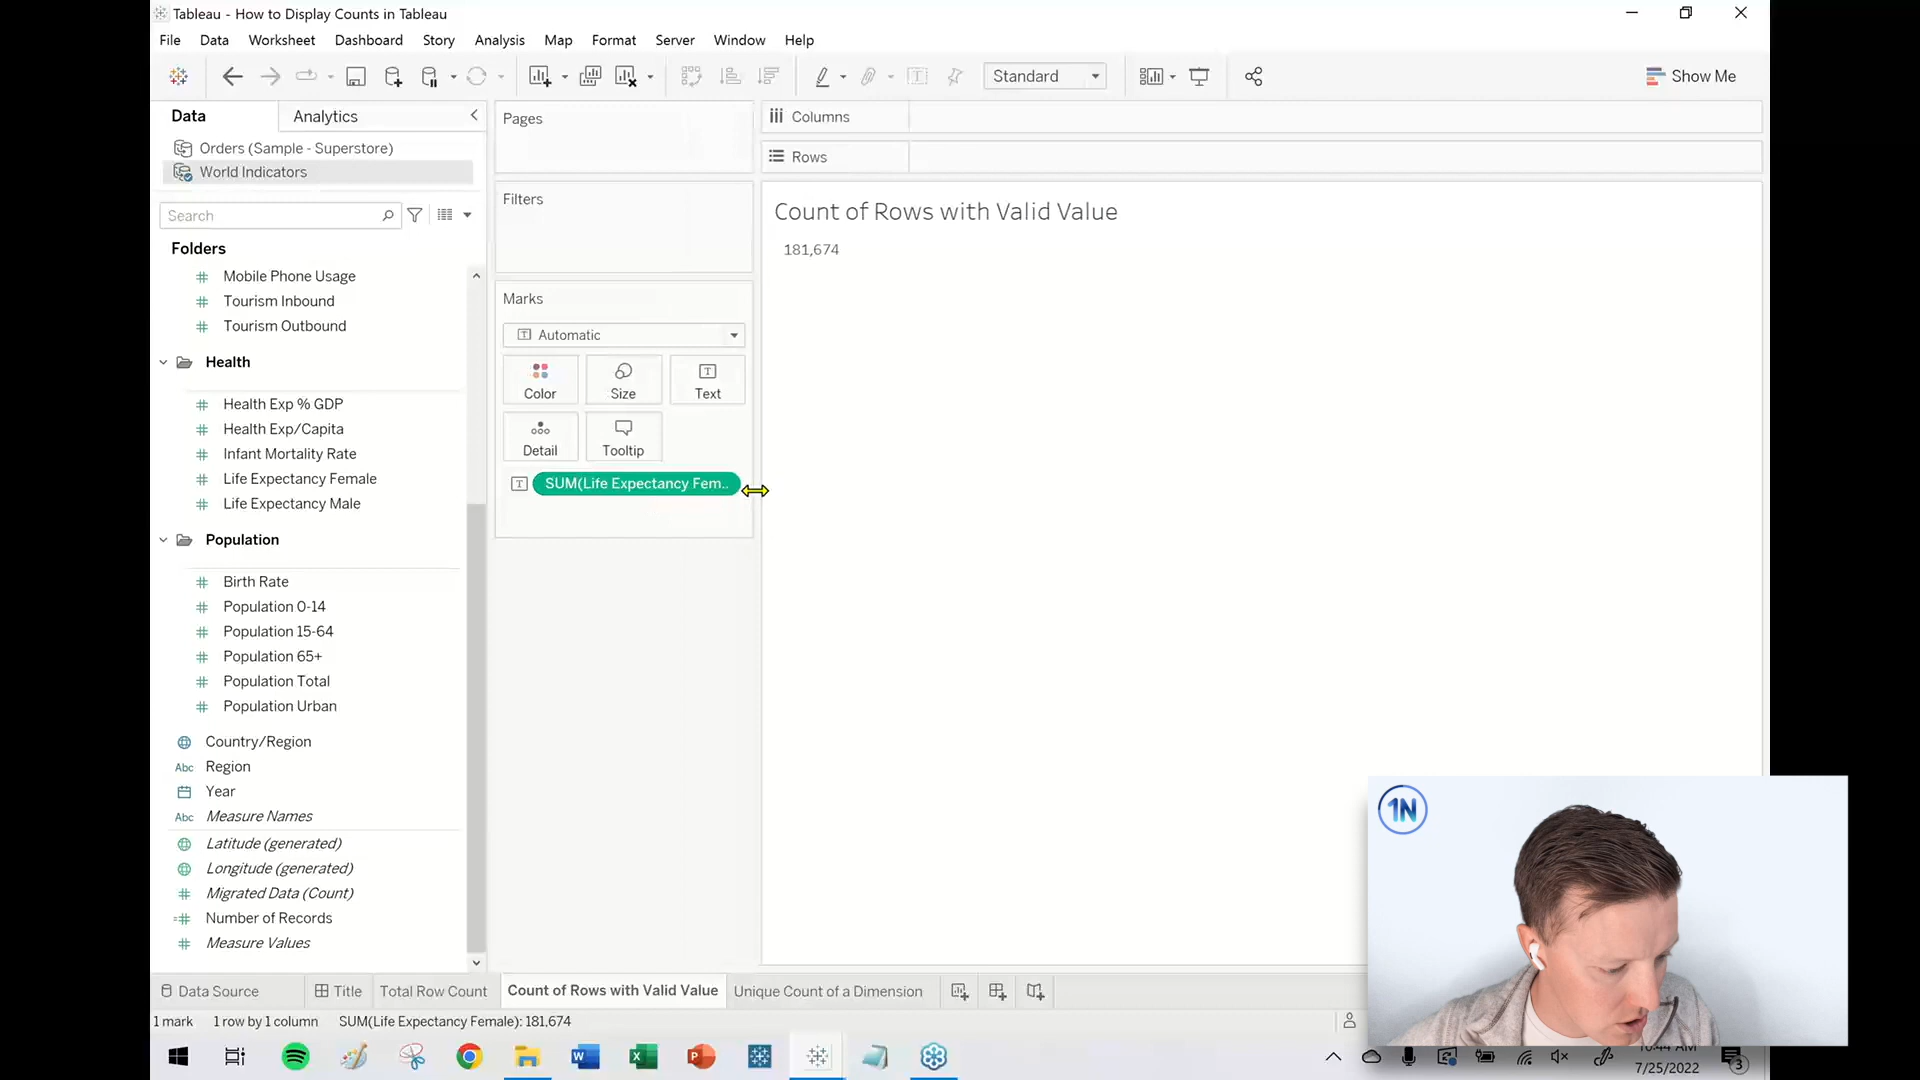 Tableau - How to Display Counts in Tableau
File Data Worksheet Dashboard Story Analysis Map Format Server Window Help
Standard
Show Me
Data
Analytics
Pages
Columns
Orders (Sample - Superstore)
World Indicators
Rows
Search
Filters
Count of Rows with Valid Value
181,674
Folders
Mobile Phone Usage
Tourism Inbound
Tourism Outbound
Health
Health Exp % GDP
Health Exp/Capita
Infant Mortality Rate
Life Expectancy Female
Life Expectancy Male
Population
Birth Rate
Population 0-14
Population 15-64
Population 65+
Population Total
Population Urban
Country/Region
Abc Region
Year
Abc Measure Names
Latitude (generated)
Longitude (generated)
Migrated Data (Count)
Number of Records
Measure Values
Marks
Automatic
Color
Size
Text
Detail
Tooltip
SUM(Life Expectancy Fem..
1N
Data Source Title Total Row Count Count of Rows with Valid Value Unique Count of a Dimension
1 mark 1 row by 1 column SUM(Life Expectancy Female): 181,674
10:44 AM
7/25/2022
3